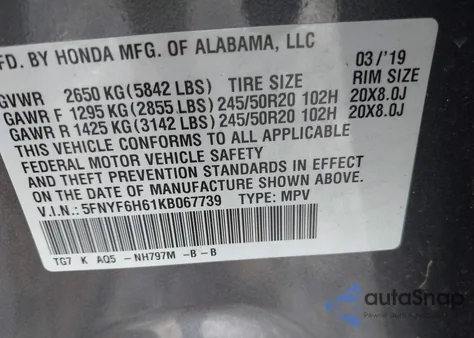 FD. BY HONDA MFG. OF ALABAMA, LLC 03/'19
GVWR 2650 KG (5842 LBS) TIRE SIZE RIM SIZE
GAWR F 1295 KG (2855 LBS) 245/50R20 102H 20X8.0J
GAWR R 1425 KG (3142 LBS) 245/50R20 102H 20X8.0J
THIS VEHICLE CONFORMS TO ALL APPLICABLE
FEDERAL MOTOR VEHICLE SAFETY
AND THEFT PREVENTION STANDARDS IN EFFECT
ON THE DATE OF MANUFACTURE SHOWN ABOVE.
V.I.N.: 5FNYF6H61KB067739 TYPE: MPV
TG7 K AQ5 -NH797M -B -B
autoSnap